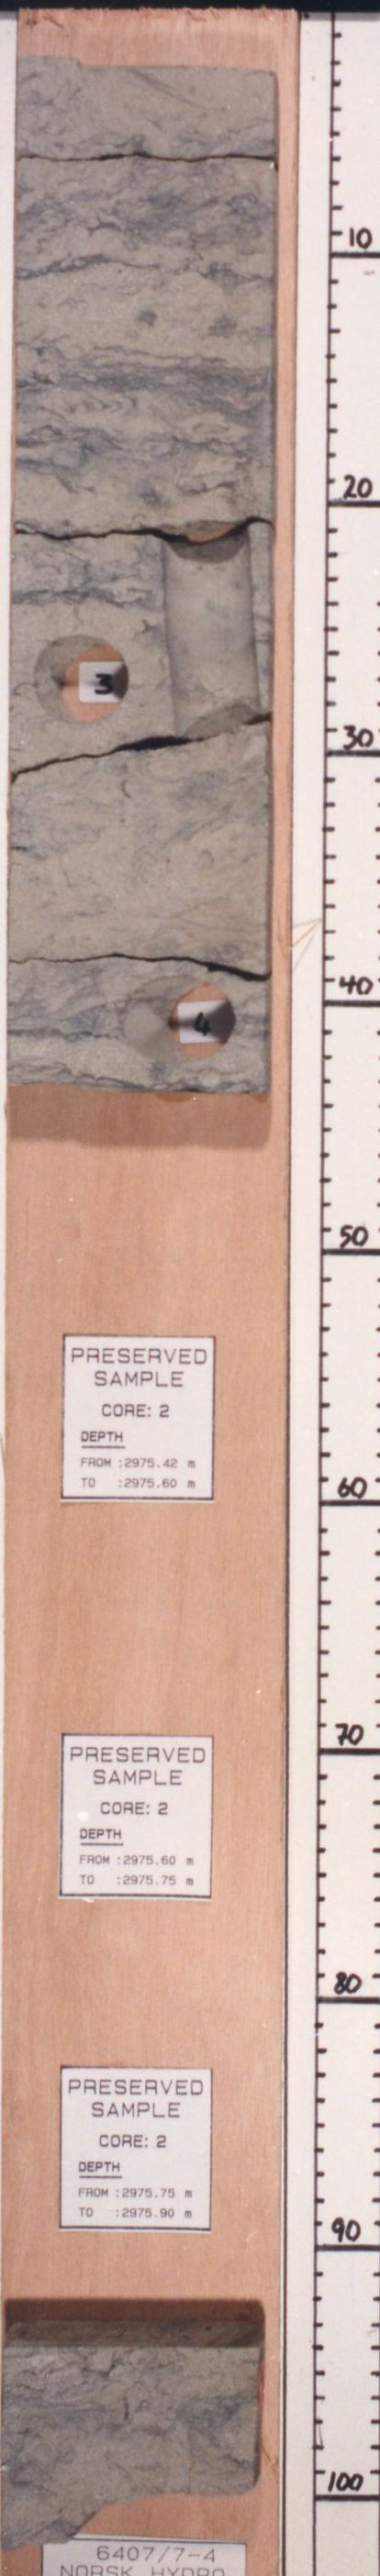 10
20
3
30
40
4
50
PRESERVED
SAMPLE
CORE: 2
DEPTH
FROM :2975.42 m
TO :2975.60 m
60
70
PRESERVED
SAMPLE
CORE: 2
DEPTH
FROM :2975.60 m
TO :2975.75 m
80
PRESERVED
SAMPLE
CORE: 2
DEPTH
FROM :2975.75 m
TO :2975.90 m
90
100
6407/7-4
NORSK HYDRO